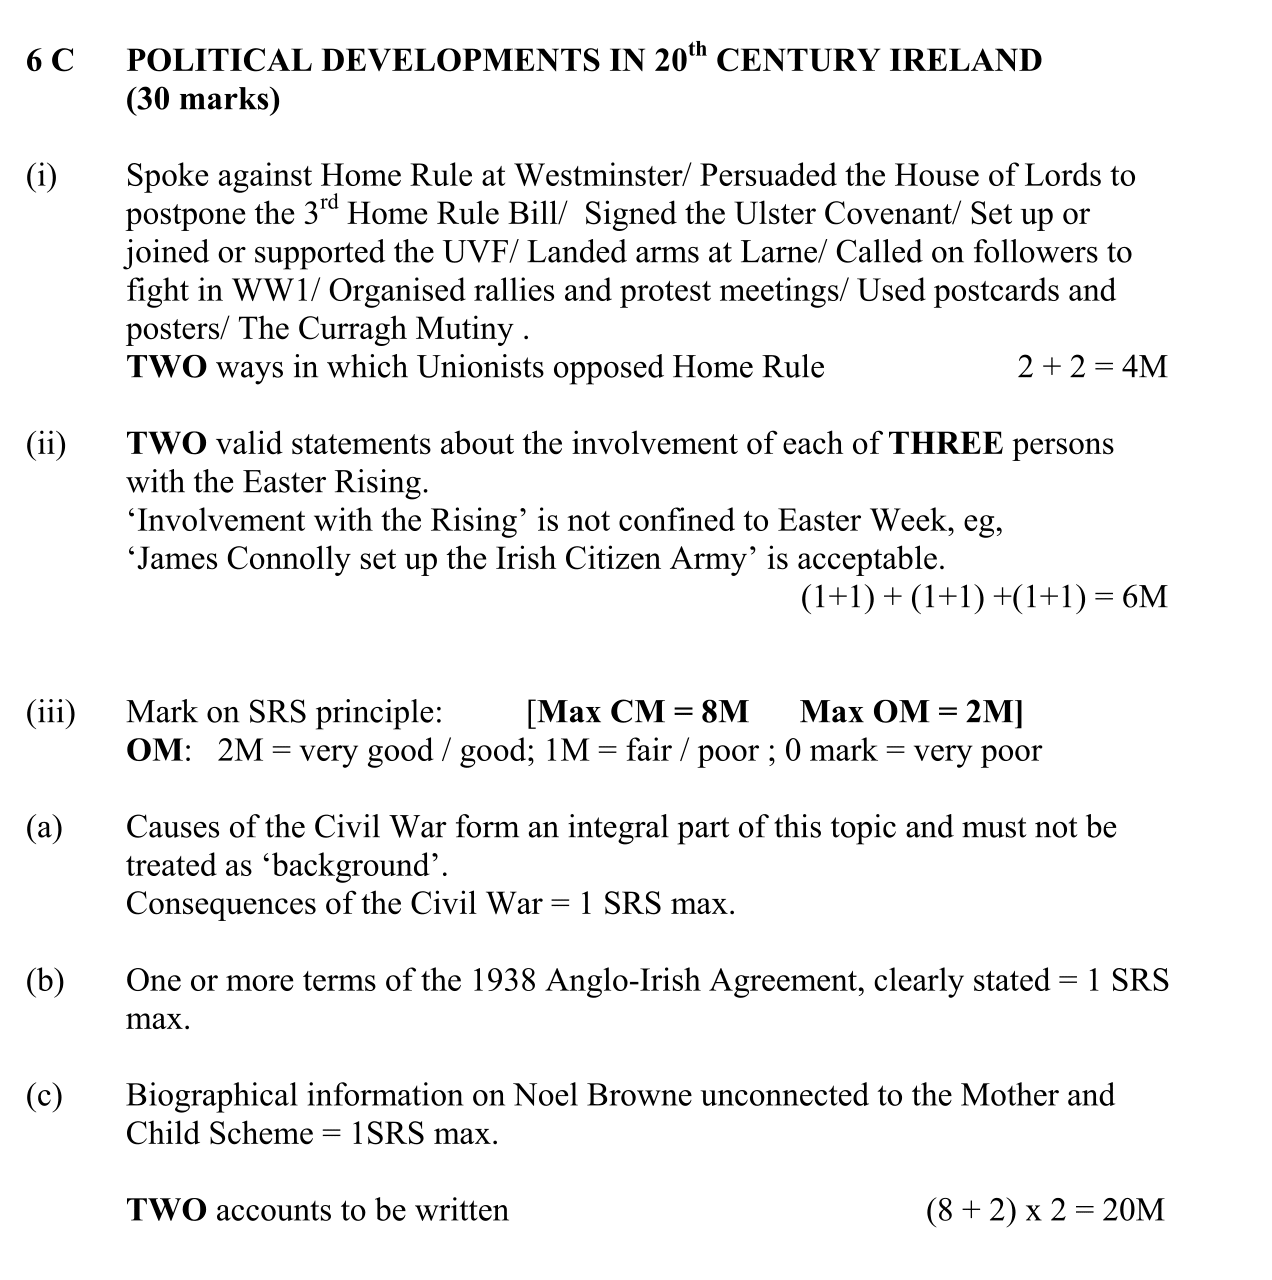 6 C POLITICAL DEVELOPMENTS IN 20th CENTURY IRELAND
(30 marks)
(i) Spoke against Home Rule at Westminster/ Persuaded the House of Lords to
postpone the 3rd Home Rule Bill/  Signed the Ulster Covenant/ Set up or
joined or supported the UVF/ Landed arms at Larne/ Called on followers to
fight in WW1/ Organised rallies and protest meetings/ Used postcards and
posters/ The Curragh Mutiny .
TWO ways in which Unionists opposed Home Rule 2 + 2 = 4M
(ii) TWO valid statements about the involvement of each of THREE persons
with the Easter Rising.
‘Involvement with the Rising’ is not confined to Easter Week, eg,
‘James Connolly set up the Irish Citizen Army’ is acceptable.
(1+1) + (1+1) +(1+1) = 6M
(iii) Mark on SRS principle: [Max CM = 8M Max OM = 2M]
OM: 2M = very good / good; 1M = fair / poor ; 0 mark = very poor
(a) Causes of the Civil War form an integral part of this topic and must not be
treated as ‘background’.
Consequences of the Civil War = 1 SRS max.
(b) One or more terms of the 1938 Anglo-Irish Agreement, clearly stated = 1 SRS
max.
(c) Biographical information on Noel Browne unconnected to the Mother and
Child Scheme = 1SRS max.
TWO accounts to be written (8 + 2) x 2 = 20M